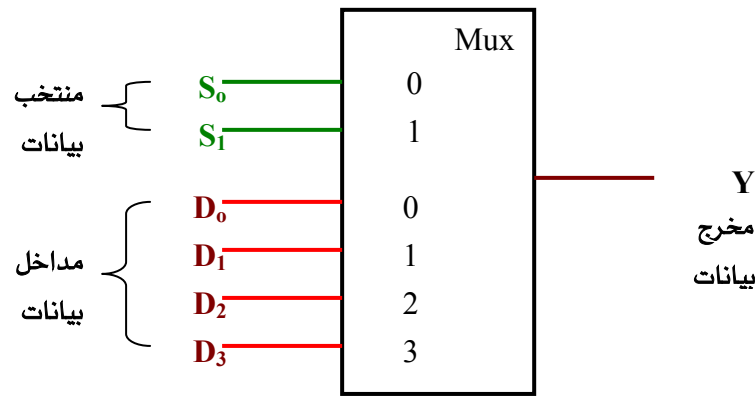 Mux
منتخب
بيانات
S₀ 0
S₁ 1
مداخل
بيانات
D₀ 0
D₁ 1
D₂ 2
D₃ 3
Y
مخرج
بيانات